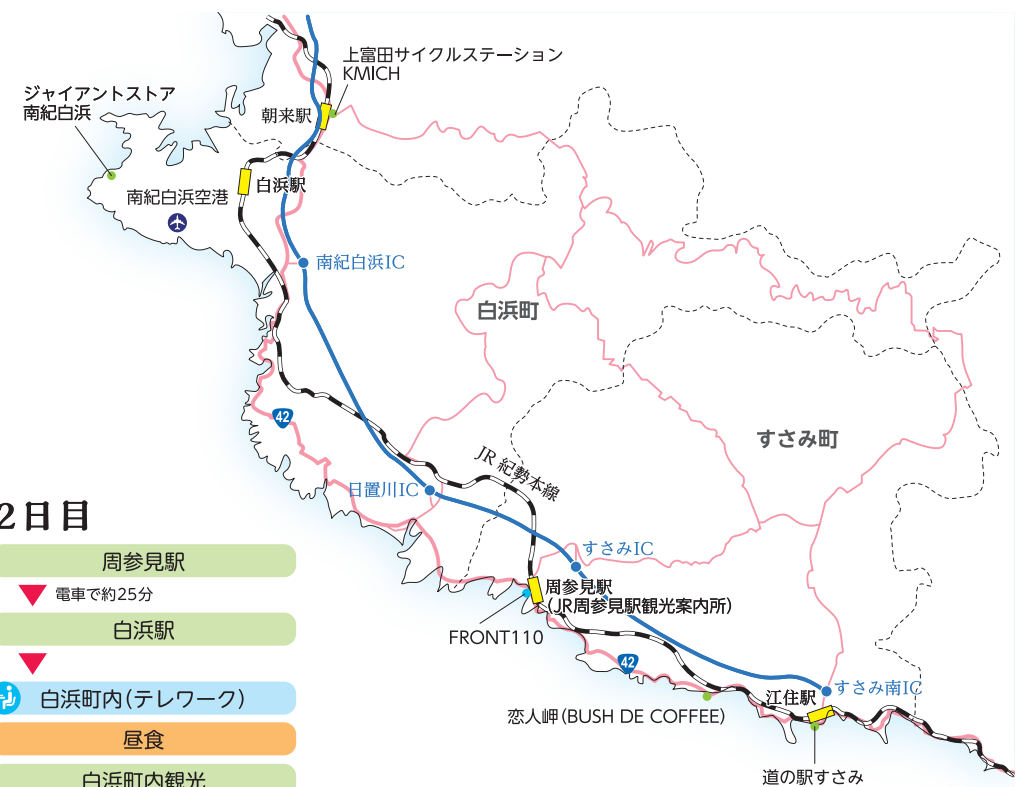 上富田サイクルステーション
KMICH
ジャイアントストア
南紀白浜
朝来駅
白浜駅
南紀白浜空港
南紀白浜IC
白浜町
42
すさみ町
JR 紀勢本線
日置川IC
すさみIC
周参見駅
(JR周参見駅観光案内所)
FRONT110
42
すさみ南IC
江住駅
恋人岬(BUSH DE COFFEE)
道の駅すさみ
2日目
周参見駅
電車で約25分
白浜駅
白浜町内(テレワーク)
昼食
白浜町内観光